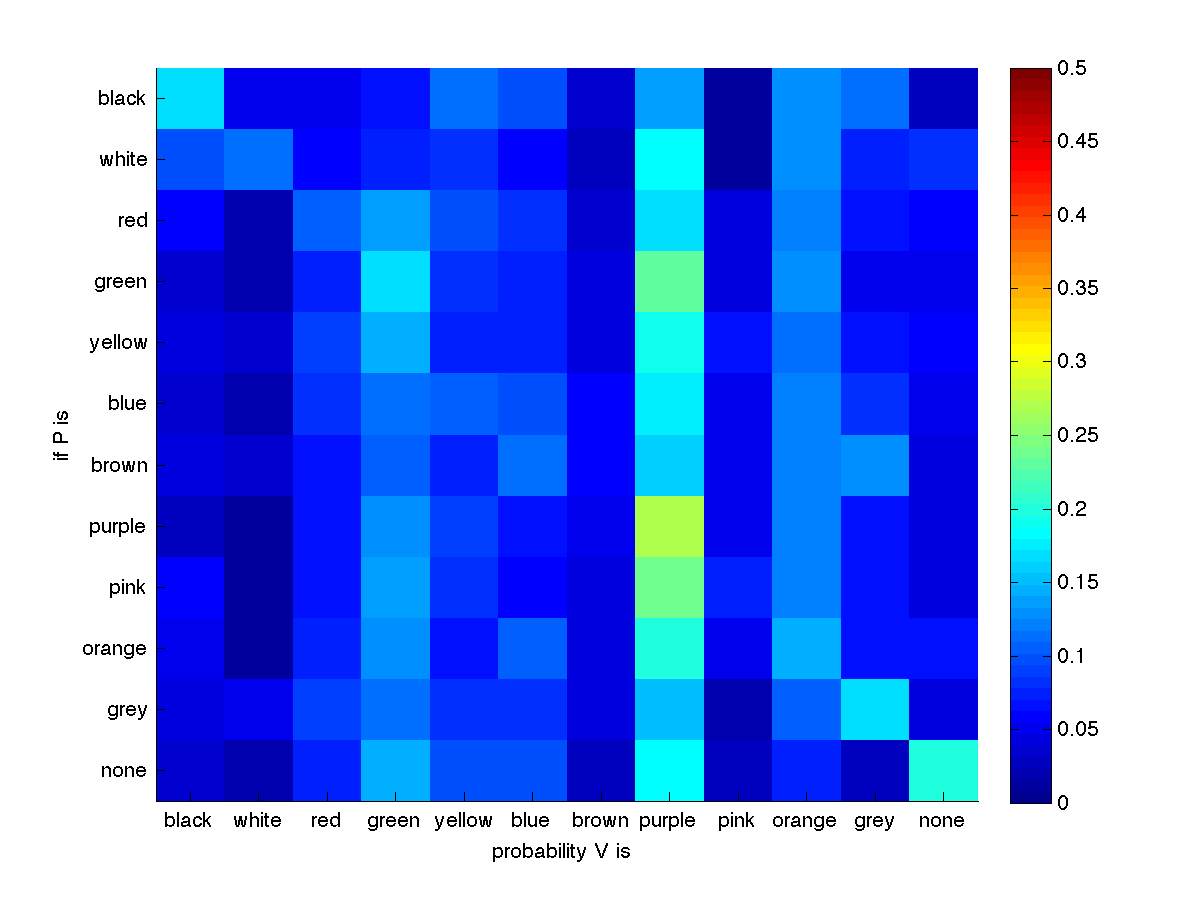 black
white
red
green
yellow
blue
brown
purple
pink
orange
grey
none
if P is
black white red green yellow blue brown purple pink orange grey none
probability V is
0.5
0.45
0.4
0.35
0.3
0.25
0.2
0.15
0.1
0.05
0